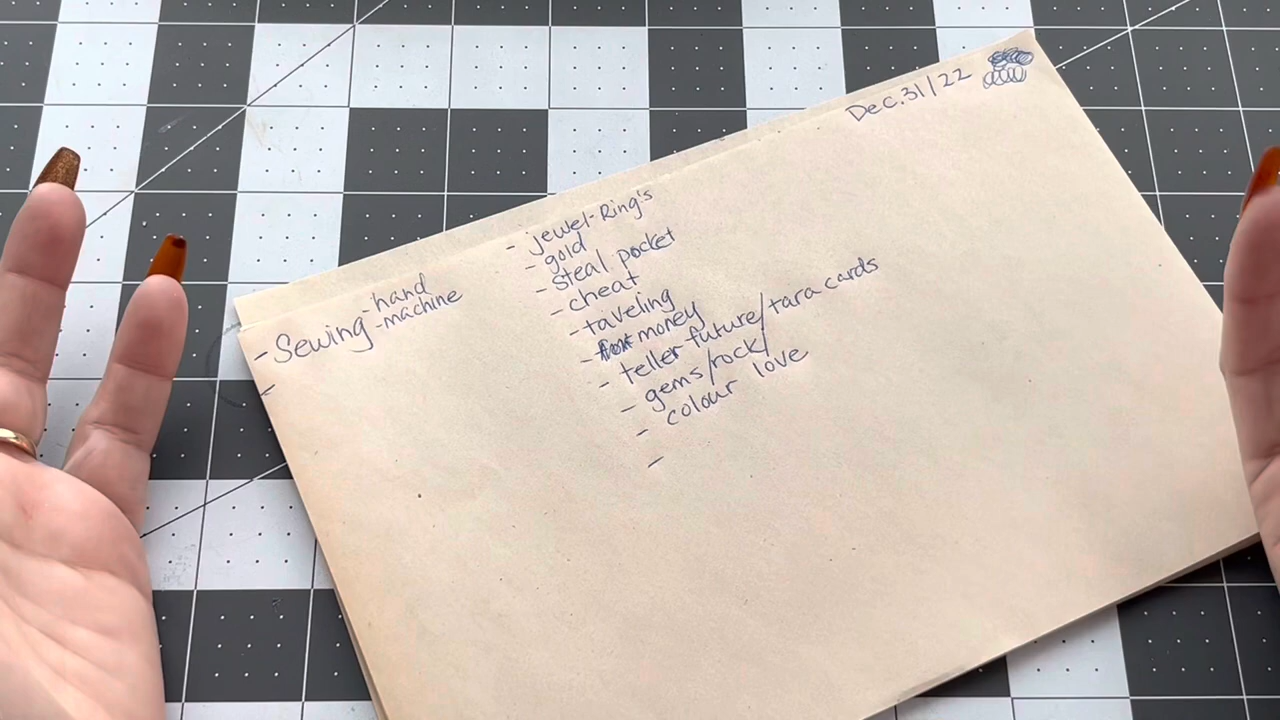 Dec. 31/22
- Sewing -hand
-machine
-
- jewel-Ring's
- gold
- steal pocket
- cheat
- taveling
- money
- teller future/tara cards
- gems/rock/
- colour love
-